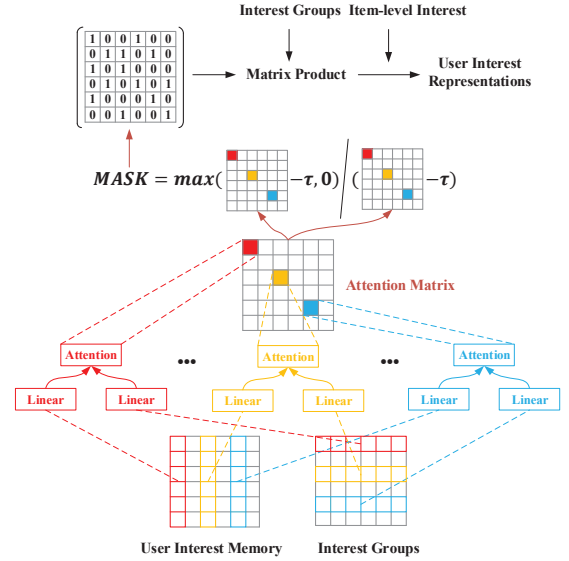 Interest Groups Item-level Interest
1 0 0 1 0 0
0 1 1 0 1 0
1 0 1 0 0 0
0 1 0 1 0 1
1 0 0 0 1 0
0 0 1 0 0 1
Matrix Product
User Interest
Representations
MASK = max( −τ, 0) / ( −τ)
Attention Matrix
Attention ... Attention ... Attention
Linear Linear Linear Linear Linear Linear
User Interest Memory Interest Groups